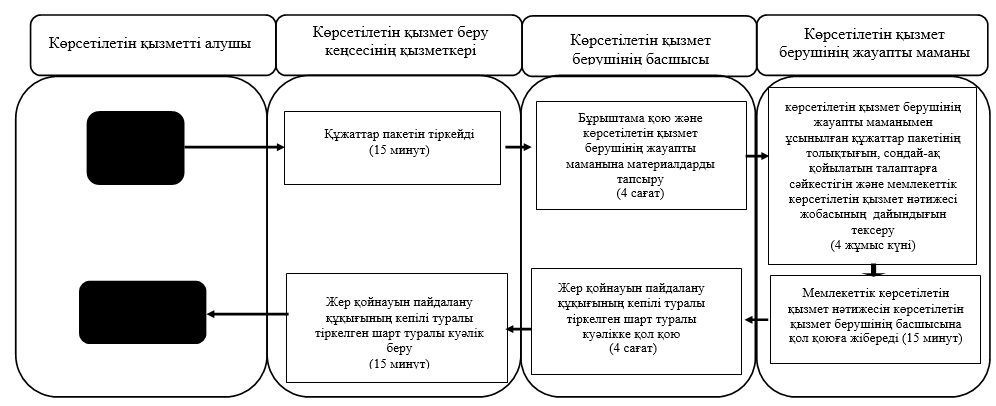 Көрсетілетін қызметті алушы
Көрсетілетін қызмет беру
кеңсесінің қызметкері
Көрсетілетін қызмет
берушінің басшысы
Көрсетілетін қызмет
берушінің жауапты маманы
Құжаттар пакетін тіркейді
(15 минут)
Бұрыштама қою және
көрсетілетін қызмет
берушінің жауапты
маманына материалдарды
тапсыру
(4 сағат)
көрсетілетін қызмет берушінің
жауапты маманымен
ұсынылған құжаттар пакетінің
толықтығын, сондай-ақ
қойылатын талаптарға
сәйкестігін және мемлекеттік
көрсетілетін қызмет нәтижесі
жобасының дайындығын
тексеру
(4 жұмыс күні)
Жер қойнауын пайдалану
құқығының кепілі туралы
тіркелген шарт туралы куәлік
беру
(15 минут)
Жер қойнауын пайдалану
құқығының кепілі туралы
тіркелген шарт туралы
куәлікке қол қою
(4 сағат)
Мемлекеттік көрсетілетін
қызмет нәтижесін көрсетілетін
қызмет берушінің басшысына
қол қоюға жібереді (15 минут)